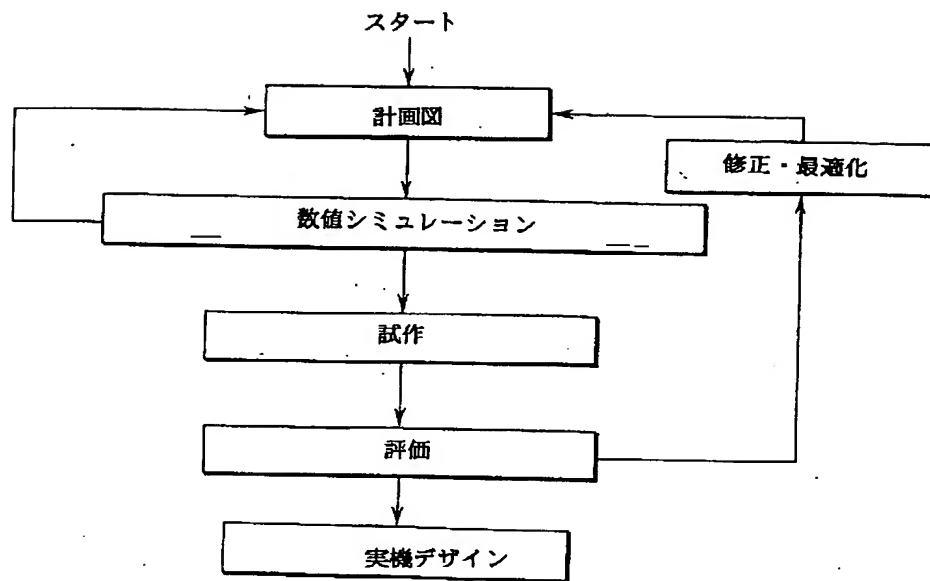 スタート
計画図
修正・最適化
数値シミュレーション
試作
評価
実機デザイン